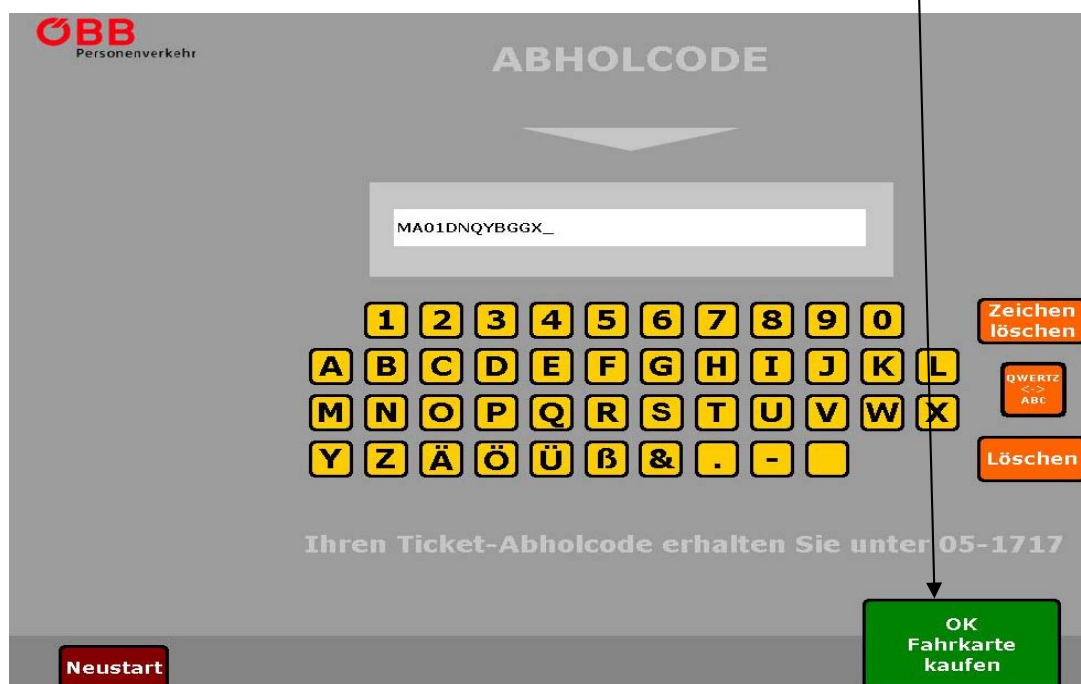 ÖBB
Personenverkehr
ABHOLCODE
MA01DNQYBGGX_
1 2 3 4 5 6 7 8 9 0
Zeichen
löschen
A B C D E F G H I J K L
QWERTZ
<->
ABC
M N O P Q R S T U V W X
Y Z Ä Ö Ü ß & . -
Löschen
Ihren Ticket-Abholcode erhalten Sie unter 05-1717
OK
Fahrkarte
kaufen
Neustart